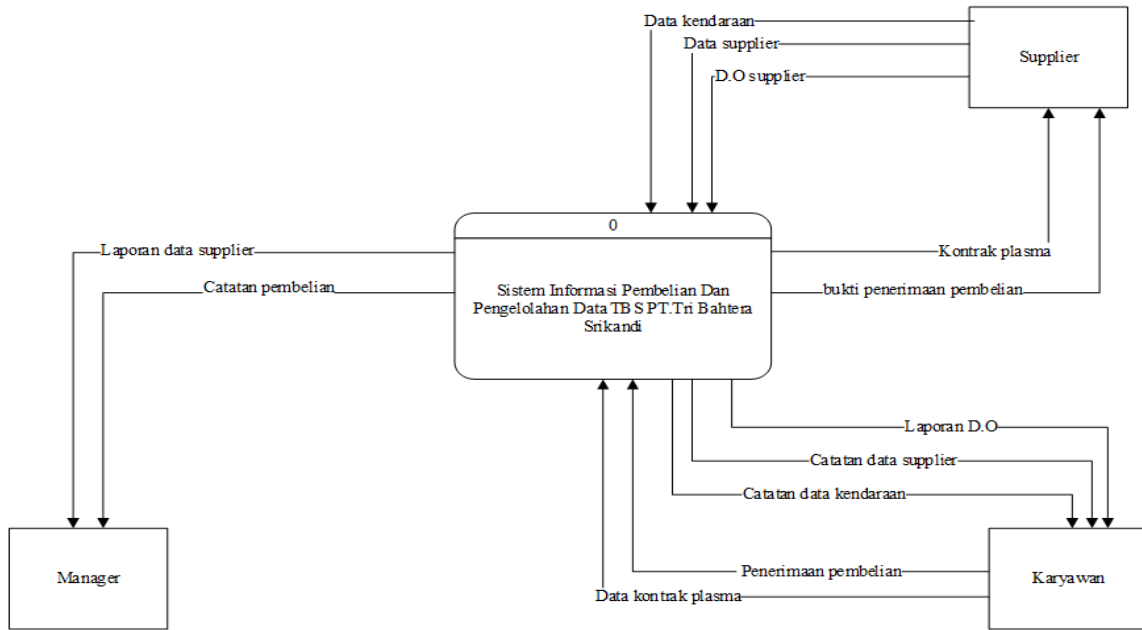 Data kendaraan
Data supplier
D.O supplier
Supplier
0
Sistem Informasi Pembelian Dan
Pengelolahan Data TBS PT.Tri Bahtera
Srikandi
Laporan data supplier
Catatan pembelian
Kontrak plasma
bukti penerimaan pembelian
Laporan D.O
Catatan data supplier
Catatan data kendaraan
Penerimaan pembelian
Data kontrak plasma
Manager
Karyawan